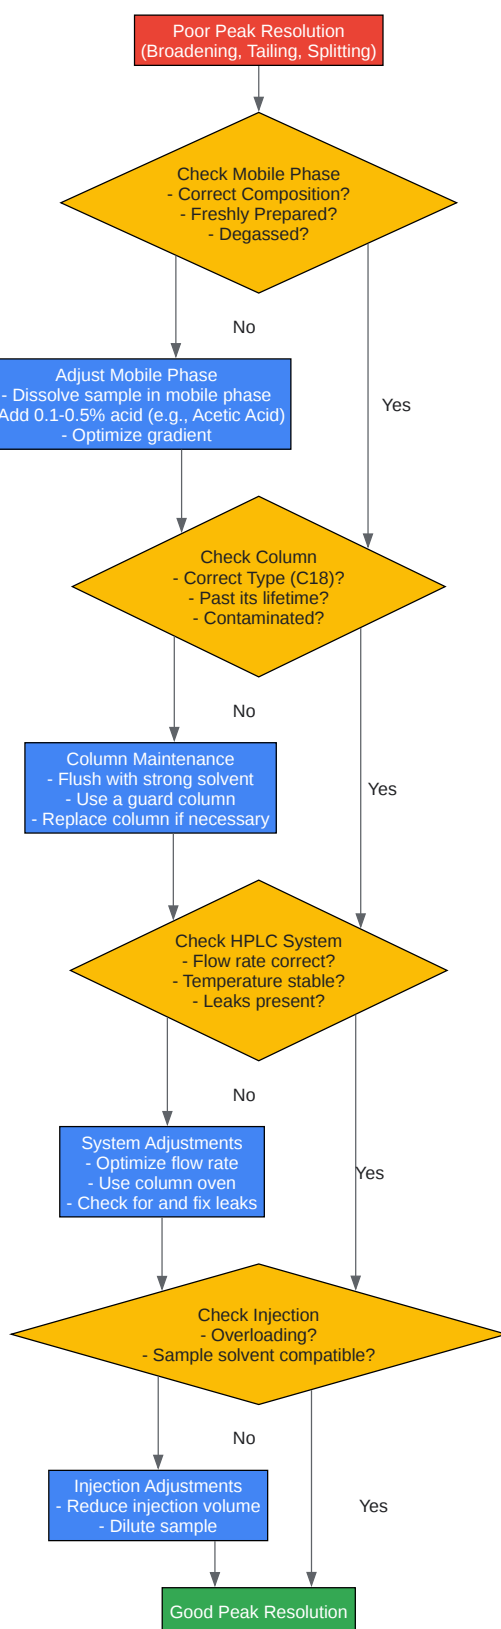 Poor Peak Resolution
(Broadening, Tailing, Splitting)
Check Mobile Phase
- Correct Composition?
- Freshly Prepared?
- Degassed?
No
Adjust Mobile Phase
- Dissolve sample in mobile phase
Add 0.1-0.5% acid (e.g., Acetic Acid)
- Optimize gradient
Yes
Check Column
- Correct Type (C18)?
- Past its lifetime?
- Contaminated?
No
Column Maintenance
- Flush with strong solvent
- Use a guard column
- Replace column if necessary
Yes
Check HPLC System
- Flow rate correct?
- Temperature stable?
- Leaks present?
No
System Adjustments
- Optimize flow rate
- Use column oven
- Check for and fix leaks
Yes
Check Injection
- Overloading?
- Sample solvent compatible?
No
Injection Adjustments
- Reduce injection volume
- Dilute sample
Yes
Good Peak Resolution